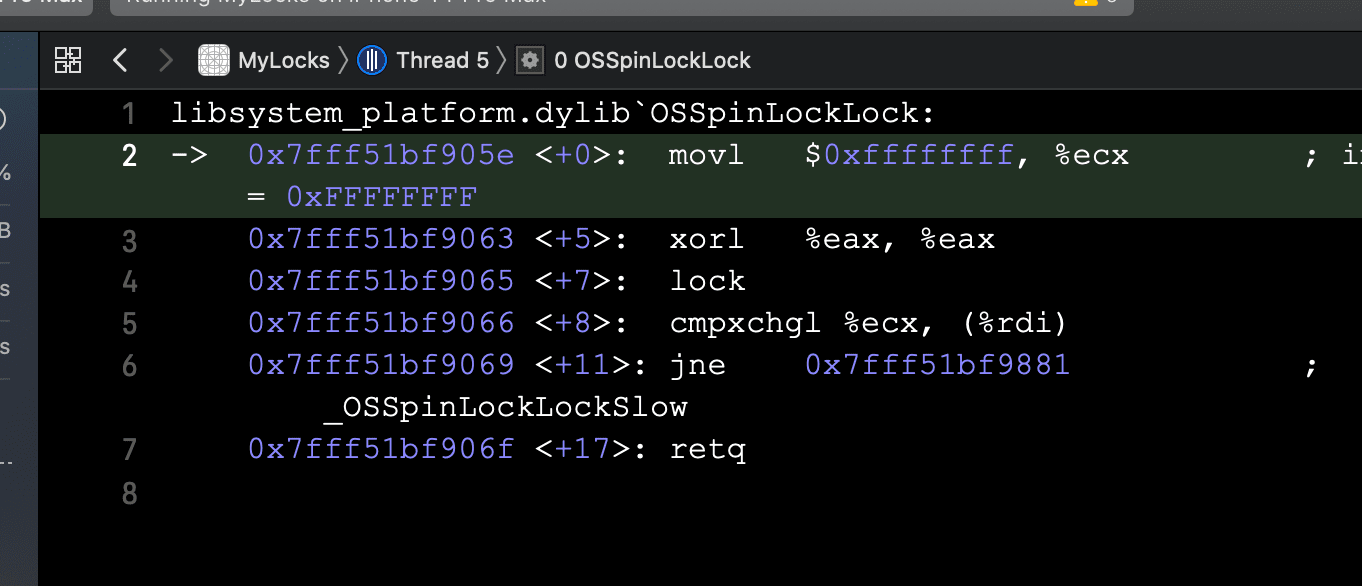 MyLocks Thread 5 0 OSSpinLockLock
1 libsystem_platform.dylib`OSSpinLockLock:
2 -> 0x7fff51bf905e <+0>: movl $0xffffffff, %ecx ;
= 0xFFFFFFFF
3 0x7fff51bf9063 <+5>: xorl %eax, %eax
4 0x7fff51bf9065 <+7>: lock
5 0x7fff51bf9066 <+8>: cmpxchgl %ecx, (%rdi)
6 0x7fff51bf9069 <+11>: jne 0x7fff51bf9881 ;
_OSSpinLockLockSlow
7 0x7fff51bf906f <+17>: retq
8